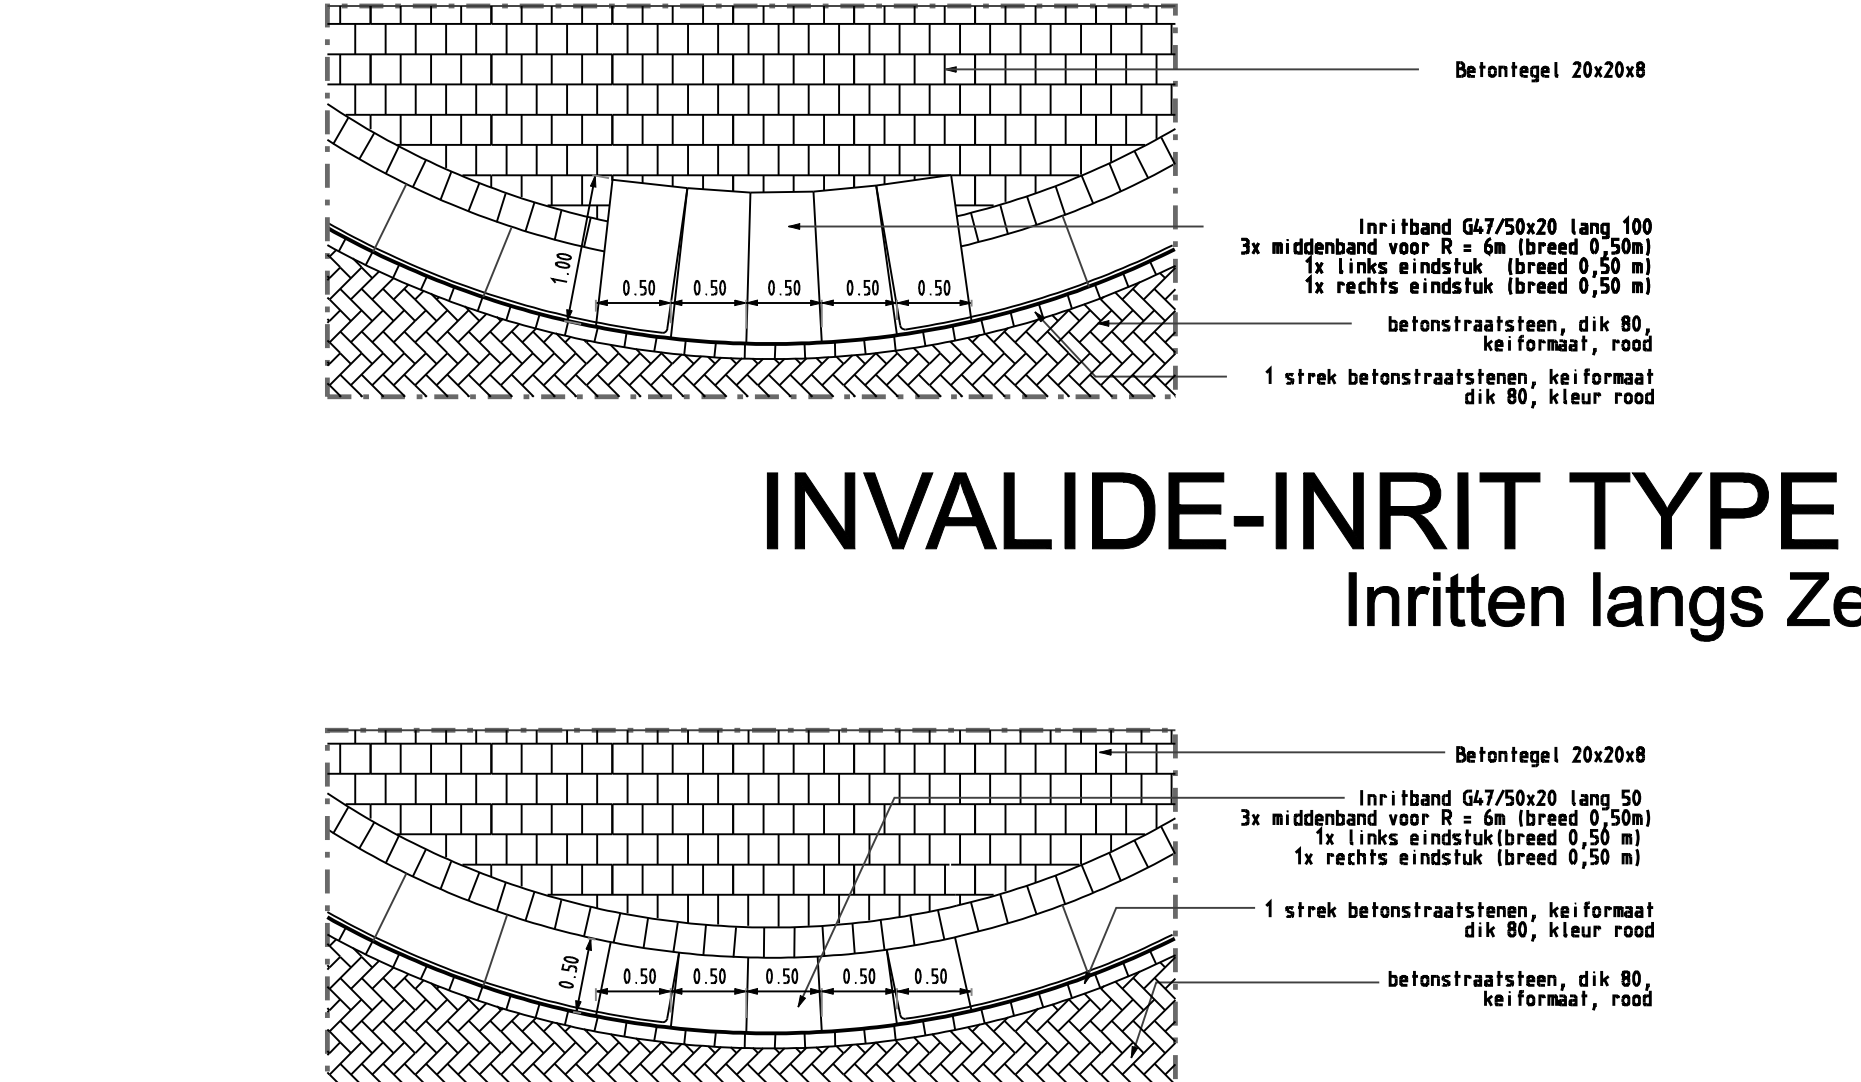 Betontegel 20x20x8
Inritband G47/50x20 lang 100
3x middenband voor R = 6m (breed 0,50m)
1x links eindstuk (breed 0,50 m)
1x rechts eindstuk (breed 0,50 m)
1.00
0.50 0.50 0.50 0.50 0.50
betonstraatsteen, dik 80,
keiformaat, rood
1 strek betonstraatstenen, keiformaat
dik 80, kleur rood
INVALIDE-INRIT TYPE
Inritten langs Ze
Betontegel 20x20x8
Inritband G47/50x20 lang 50
3x middenband voor R = 6m (breed 0,50m)
1x links eindstuk(breed 0,50 m)
1x rechts eindstuk (breed 0,50 m)
1 strek betonstraatstenen, keiformaat
dik 80, kleur rood
0.50
0.50 0.50 0.50 0.50 0.50
betonstraatsteen, dik 80,
keiformaat, rood